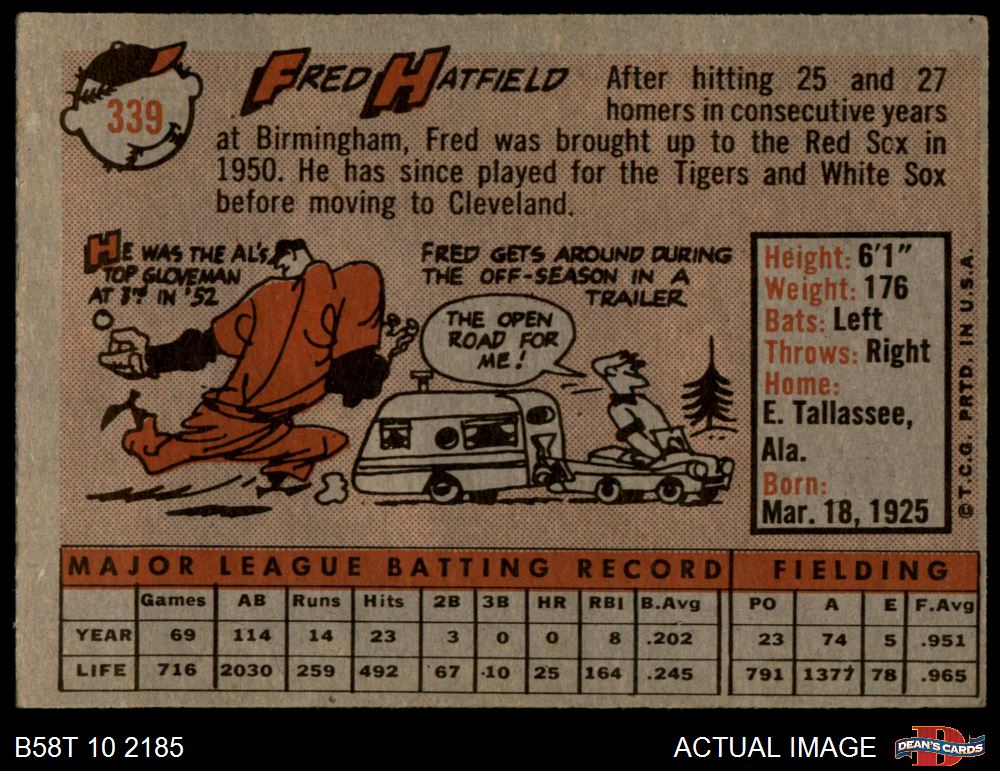 339
FRED HATFIELD
After hitting 25 and 27
homers in consecutive years
at Birmingham, Fred was brought up to the Red Sox in
1950. He has since played for the Tigers and White Sox
before moving to Cleveland.
HE WAS THE AL'S
TOP GLOVEMAN
AT 3rd IN '52
FRED GETS AROUND DURING
THE OFF-SEASON IN A
TRAILER
THE OPEN
ROAD FOR
ME!
Height: 6'1"
Weight: 176
Bats: Left
Throws: Right
Home:
E. Tallassee,
Ala.
Born:
Mar. 18, 1925
©T.C.G. PRTD. IN U.S.A.
MAJOR LEAGUE BATTING RECORD FIELDING
Games AB Runs Hits 2B 3B HR RBI B.Avg PO A E F.Avg
YEAR 69 114 14 23 3 0 0 8 .202 23 74 5 .951
LIFE 716 2030 259 492 67 10 25 164 .245 791 1377 78 .965
B58T 10 2185
ACTUAL IMAGE
DEAN'S CARDS